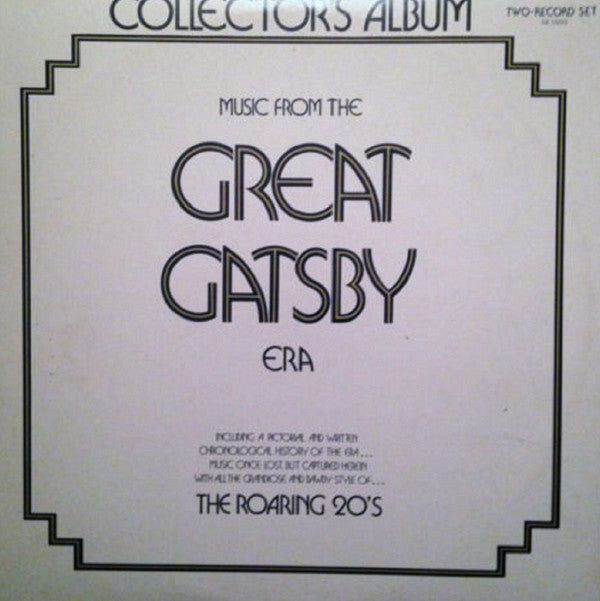 COLLECTOR'S ALBUM
TWO-RECORD SET
MUSIC FROM THE
GREAT
GATSBY
ERA
INCLUDING A PICTORIAL AND WRITTEN
CHRONOLOGICAL HISTORY OF THE ERA...
MUSIC ONCE LOST, BUT CAPTURED HEREIN
WITH ALL THE GRANDIOSE AND BAWDY STYLE OF...
THE ROARING 20'S